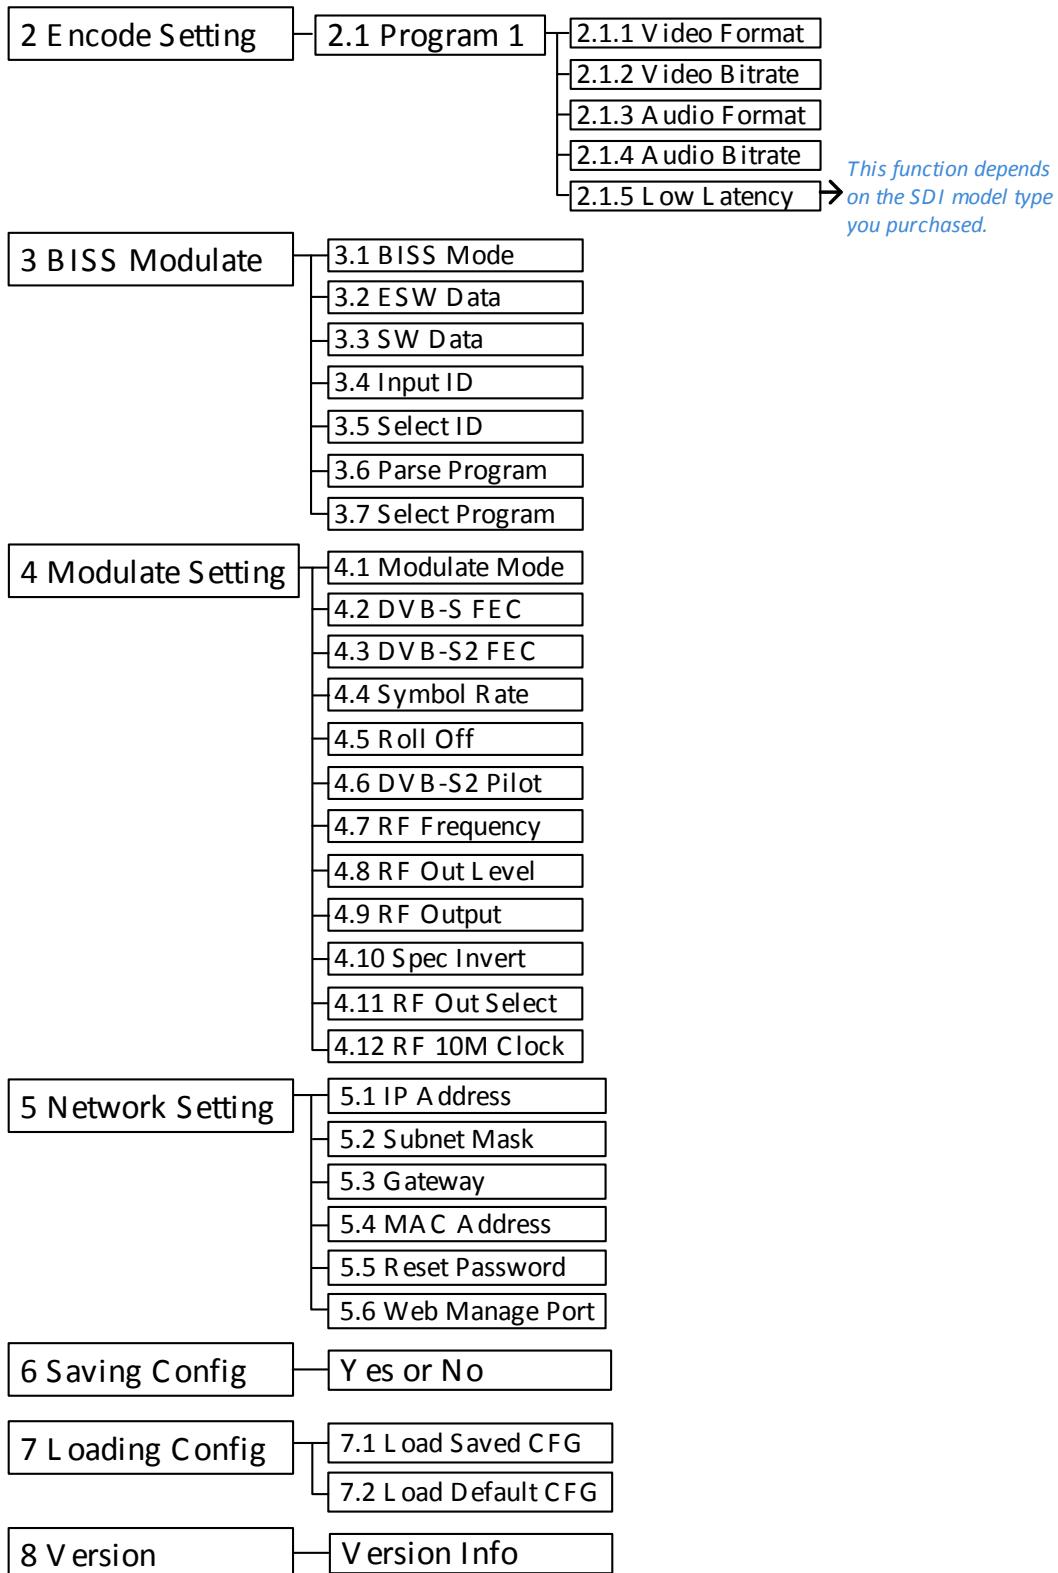 2 Encode Setting
2.1 Program 1
2.1.1 Video Format
2.1.2 Video Bitrate
2.1.3 Audio Format
2.1.4 Audio Bitrate
2.1.5 Low Latency
This function depends
on the SDI model type
you purchased.
3 BISS Modulate
3.1 BISS Mode
3.2 ESW Data
3.3 SW Data
3.4 Input ID
3.5 Select ID
3.6 Parse Program
3.7 Select Program
4 Modulate Setting
4.1 Modulate Mode
4.2 DVB-S FEC
4.3 DVB-S2 FEC
4.4 Symbol Rate
4.5 Roll Off
4.6 DVB-S2 Pilot
4.7 RF Frequency
4.8 RF Out Level
4.9 RF Output
4.10 Spec Invert
4.11 RF Out Select
4.12 RF 10M Clock
5 Network Setting
5.1 IP Address
5.2 Subnet Mask
5.3 Gateway
5.4 MAC Address
5.5 Reset Password
5.6 Web Manage Port
6 Saving Config
Yes or No
7 Loading Config
7.1 Load Saved CFG
7.2 Load Default CFG
8 Version
Version Info